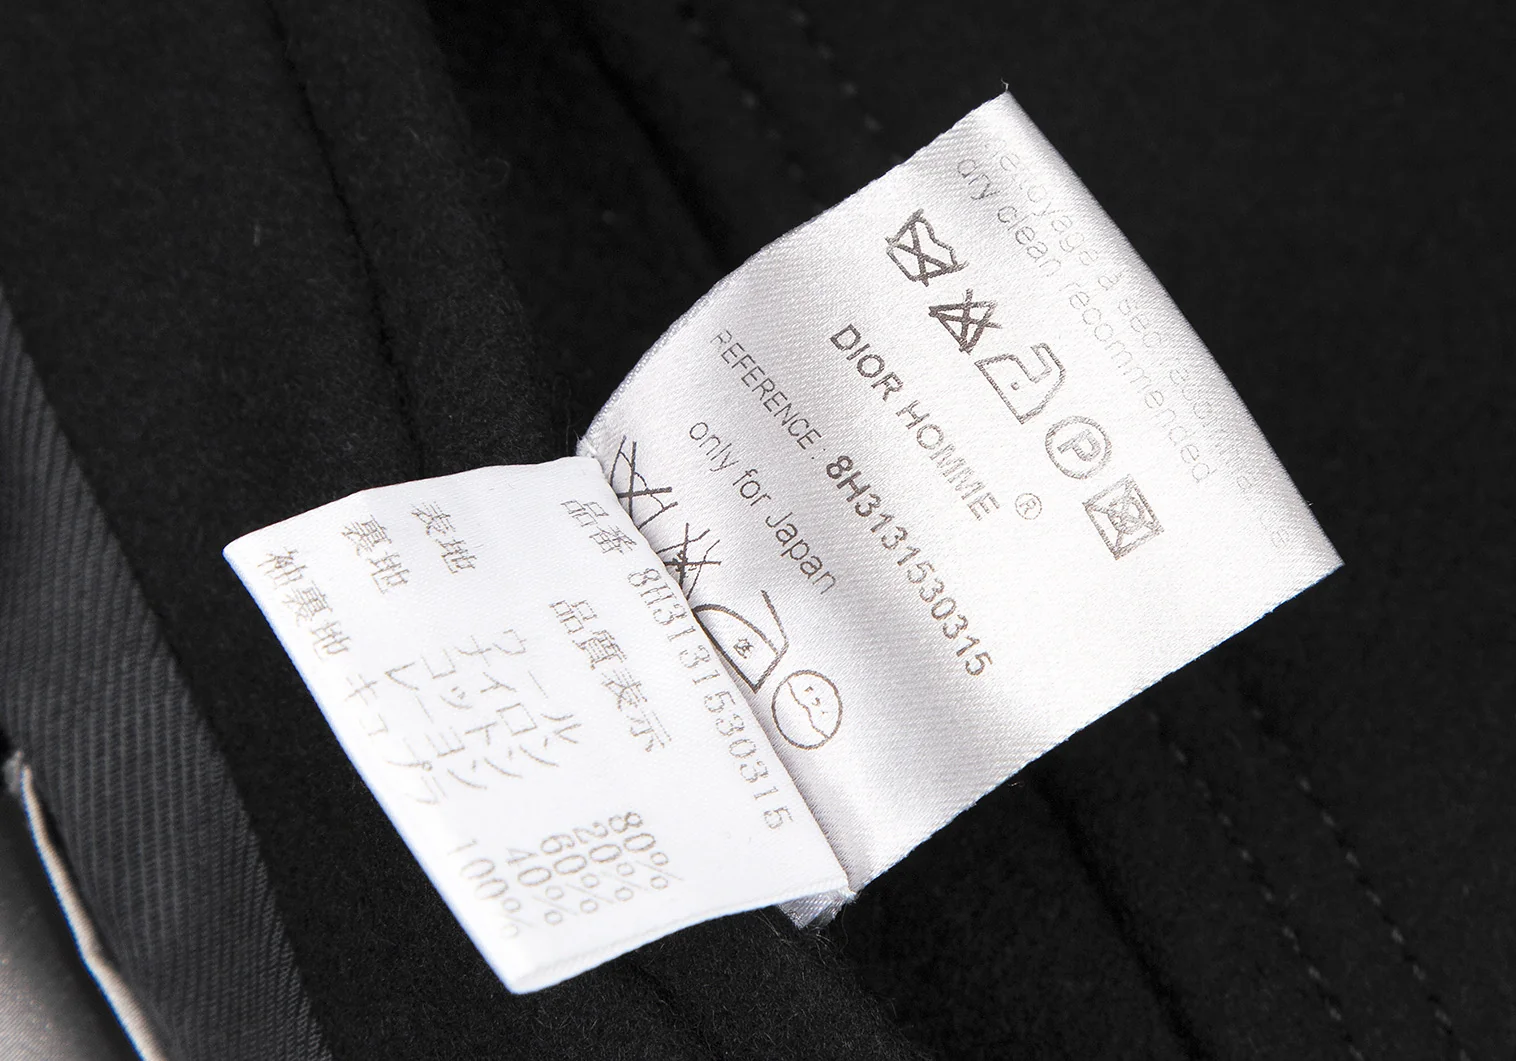 nettoyage à sec
dry clean recommended
DIOR HOMME ®
REFERENCE : 8H3131530315
only for Japan
P
品番 8H3131530315
品質表示
表地 ウール 80%
ナイロン 20%
裏地 コットン 60%
レーヨン 40%
袖裏地 キュープラ 100%